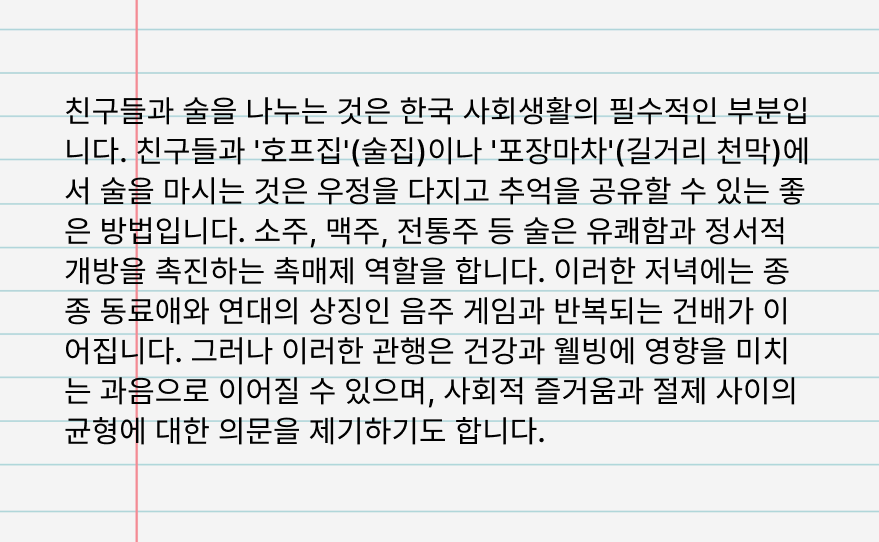 친구들과 술을 나누는 것은 한국 사회생활의 필수적인 부분입
니다. 친구들과 '호프집'(술집)이나 '포장마차'(길거리 천막)에
서 술을 마시는 것은 우정을 다지고 추억을 공유할 수 있는 좋
은 방법입니다. 소주, 맥주, 전통주 등 술은 유쾌함과 정서적
개방을 촉진하는 촉매제 역할을 합니다. 이러한 저녁에는 종
종 동료애와 연대의 상징인 음주 게임과 반복되는 건배가 이
어집니다. 그러나 이러한 관행은 건강과 웰빙에 영향을 미치
는 과음으로 이어질 수 있으며, 사회적 즐거움과 절제 사이의
균형에 대한 의문을 제기하기도 합니다.